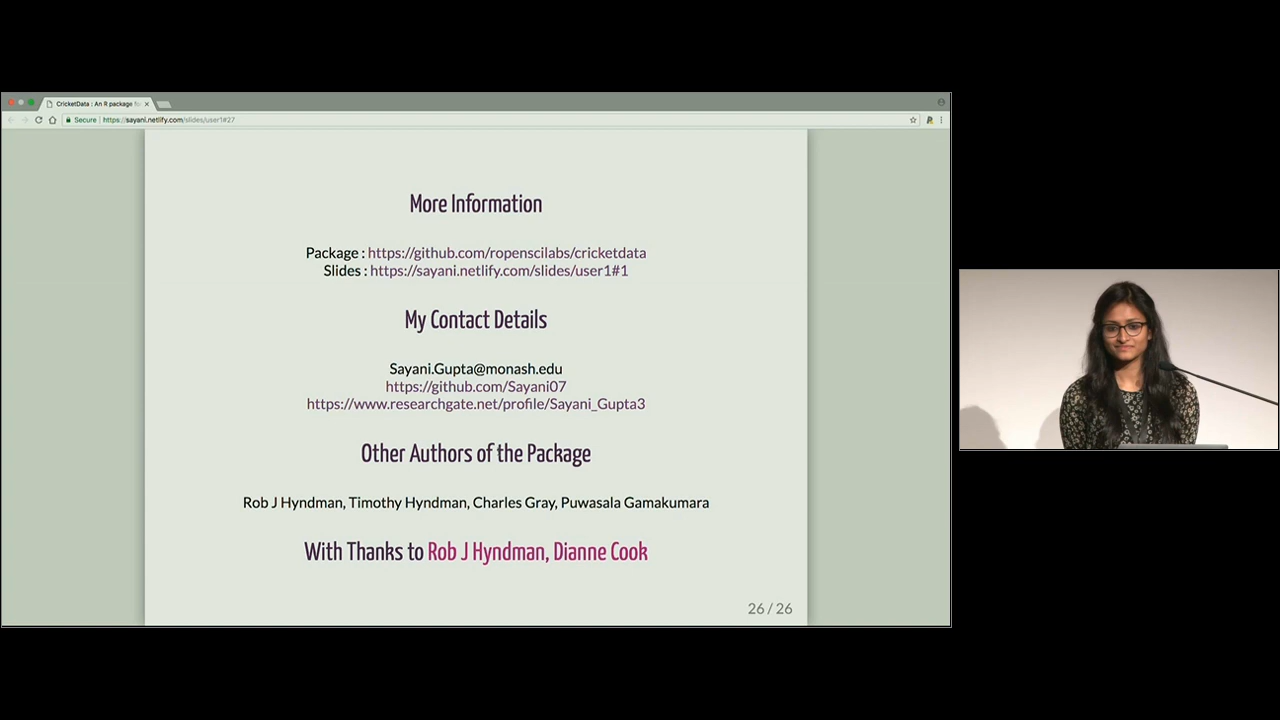 CricketData : An R package fo
Secure | https://sayani.netlify.com/slides/user1#27
More Information
Package : https://github.com/ropenscilabs/cricketdata
Slides : https://sayani.netlify.com/slides/user1#1
My Contact Details
Sayani.Gupta@monash.edu
https://github.com/Sayani07
https://www.researchgate.net/profile/Sayani_Gupta3
Other Authors of the Package
Rob J Hyndman, Timothy Hyndman, Charles Gray, Puwasala Gamakumara
With Thanks to Rob J Hyndman, Dianne Cook
26 / 26